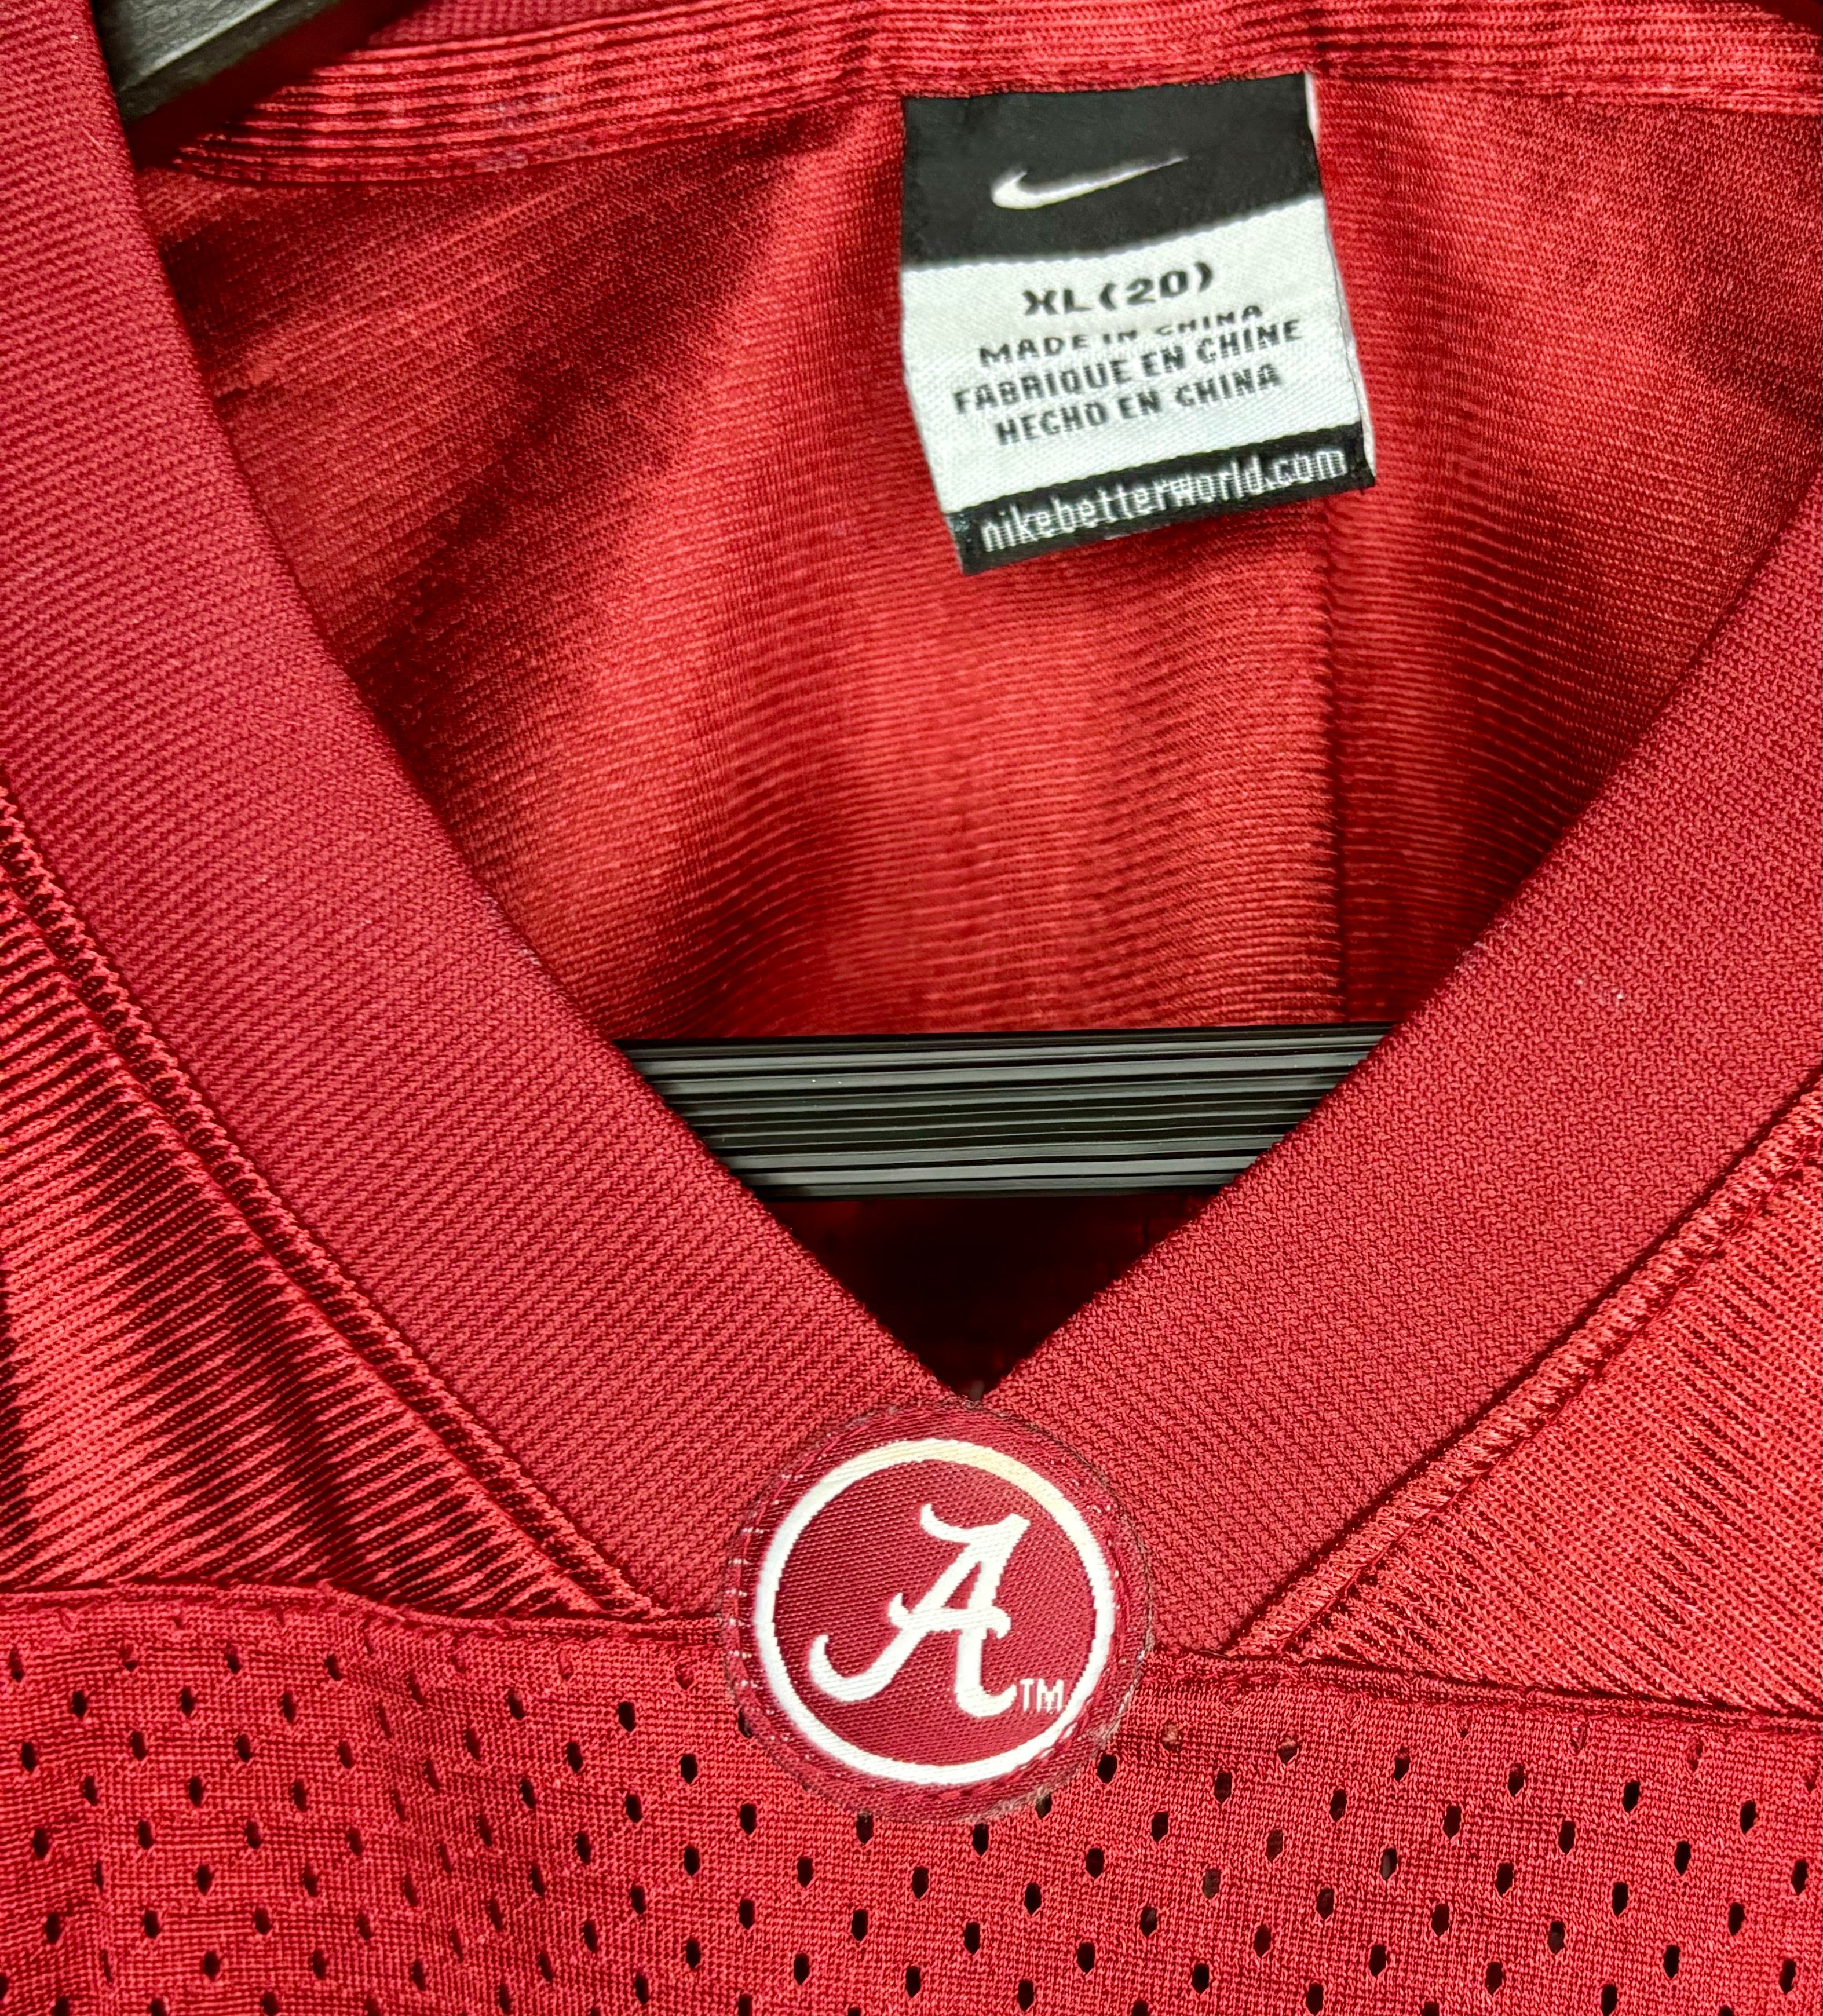 XL(20)
MADE IN CHINA
FABRIQUE EN CHINE
HECHO EN CHINA
nikebetterworld.com
A
TM